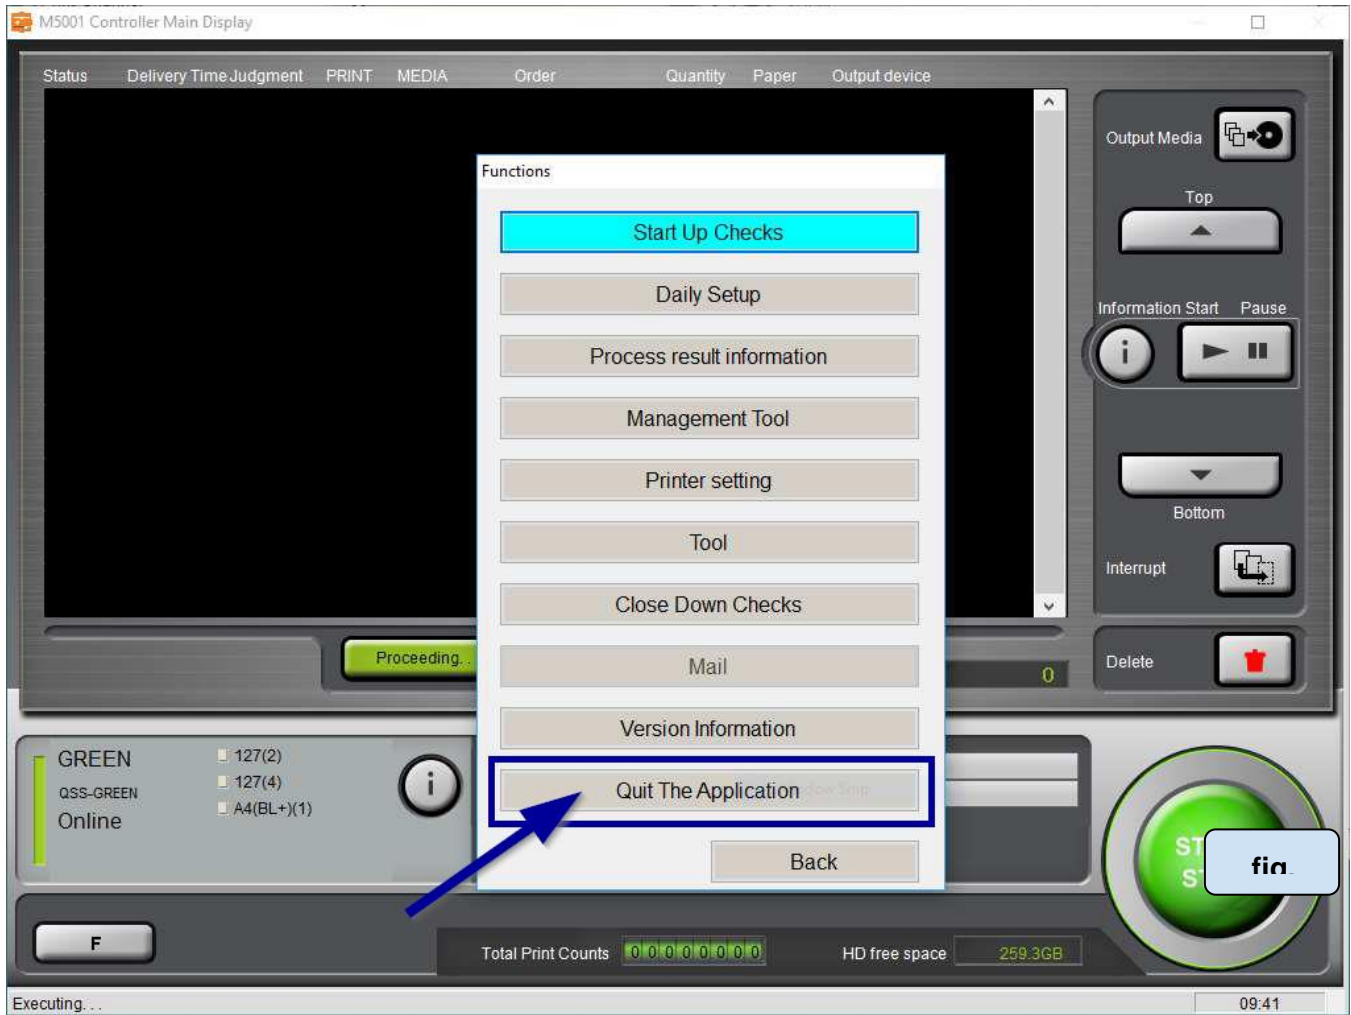 M5001 Controller Main Display
Status Delivery Time Judgment PRINT MEDIA Order Quantity Paper Output device
Output Media
Top
Information Start Pause
Bottom
Interrupt
Delete
Functions
Start Up Checks
Daily Setup
Process result information
Management Tool
Printer setting
Tool
Close Down Checks
Mail
Version Information
Quit The Application
Back
Proceeding. .
0
GREEN
QSS-GREEN
Online
127(2)
127(4)
A4(BL+)(1)
i
i
ST
S
fig.
F
Total Print Counts 00000000
HD free space 259.3GB
Executing. . .
09:41